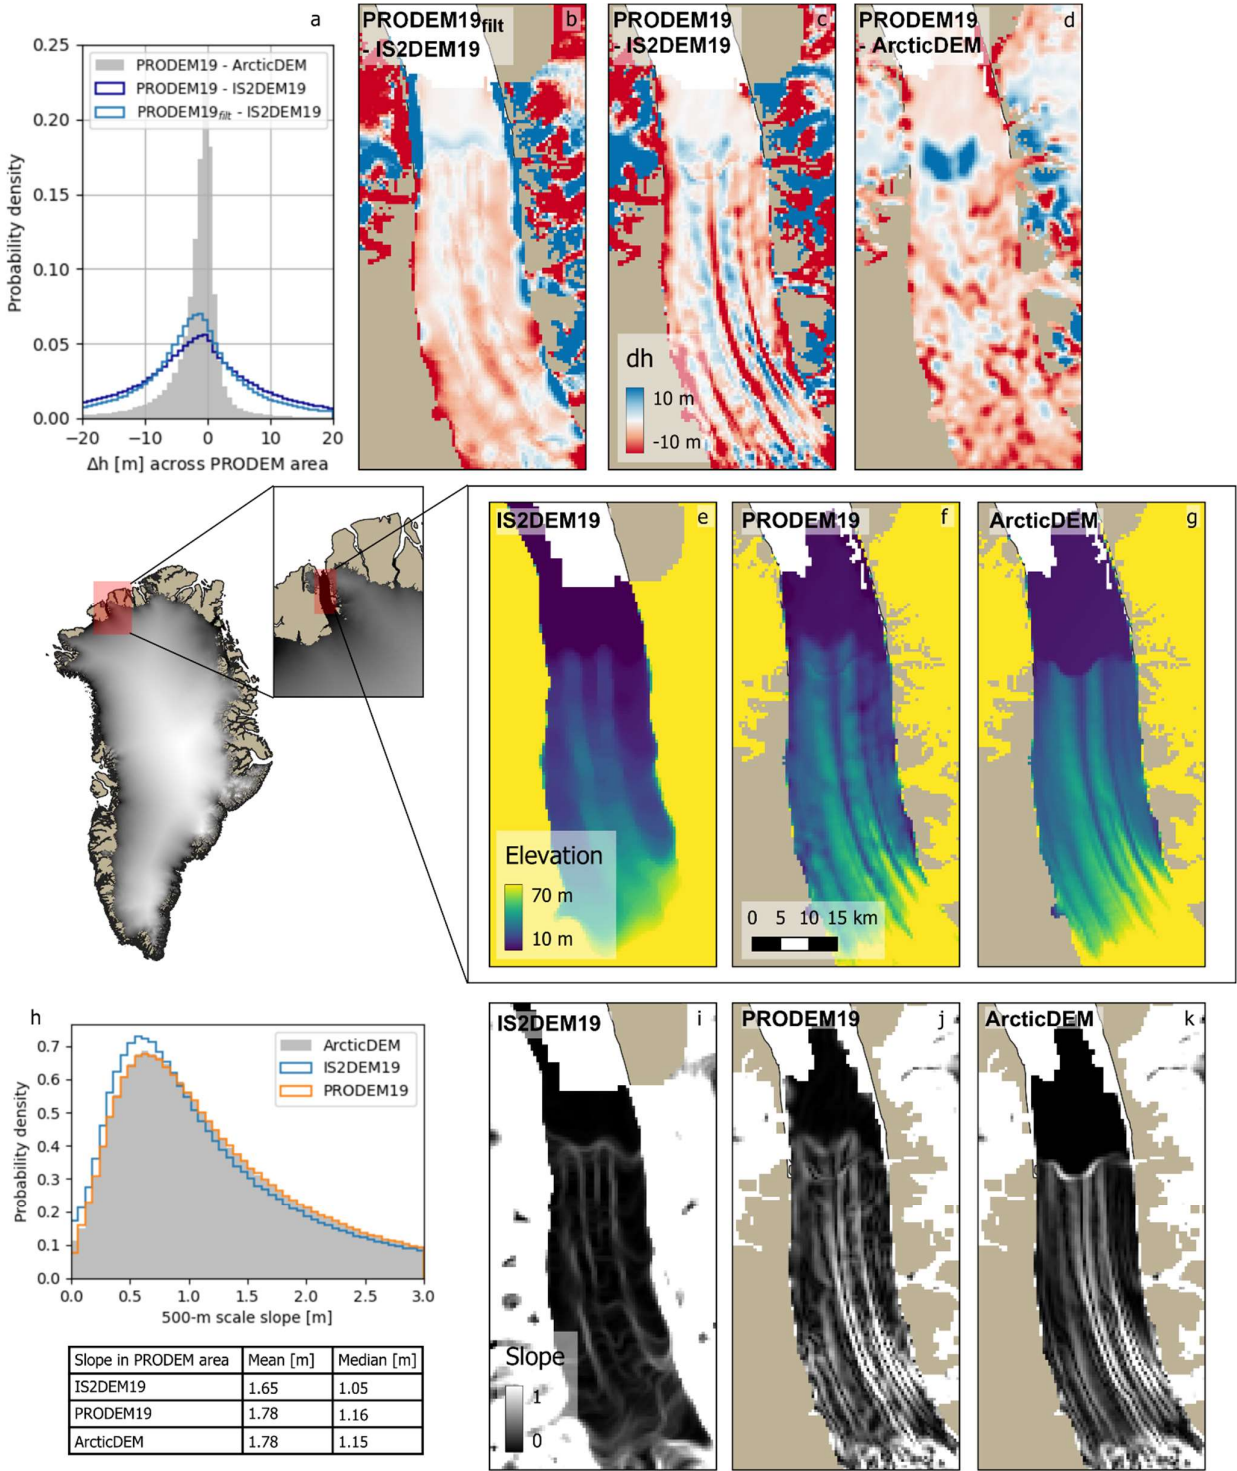 a
0.25
0.20
0.15
0.10
0.05
0.00
Probability density
PRODEM19 - ArcticDEM
PRODEM19 - IS2DEM19
PRODEM19filt - IS2DEM19
−20 −10 0 10 20
Δh [m] across PRODEM area
PRODEM19filt
- IS2DEM19
b
PRODEM19
- IS2DEM19
c
dh
10 m
-10 m
PRODEM19
- ArcticDEM
d
IS2DEM19
e
Elevation
70 m
10 m
PRODEM19
f
0 5 10 15 km
ArcticDEM
g
h
0.7
0.6
0.5
0.4
0.3
0.2
0.1
0.0
Probability density
ArcticDEM
IS2DEM19
PRODEM19
0.0 0.5 1.0 1.5 2.0 2.5 3.0
500-m scale slope [m]
Slope in PRODEM area Mean [m] Median [m]
IS2DEM19 1.65 1.05
PRODEM19 1.78 1.16
ArcticDEM 1.78 1.15
IS2DEM19
i
Slope
1
0
PRODEM19
j
ArcticDEM
k